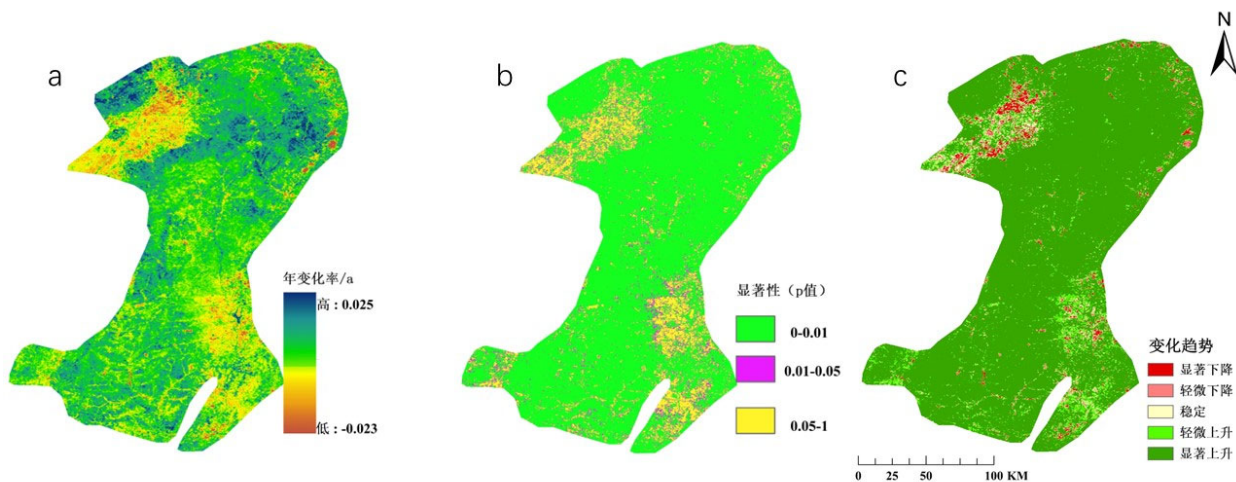 a
年变化率/a
高：0.025
低：-0.023
b
显著性（p值）
0-0.01
0.01-0.05
0.05-1
c
N
变化趋势
显著下降
轻微下降
稳定
轻微上升
显著上升
0 25 50 100 KM